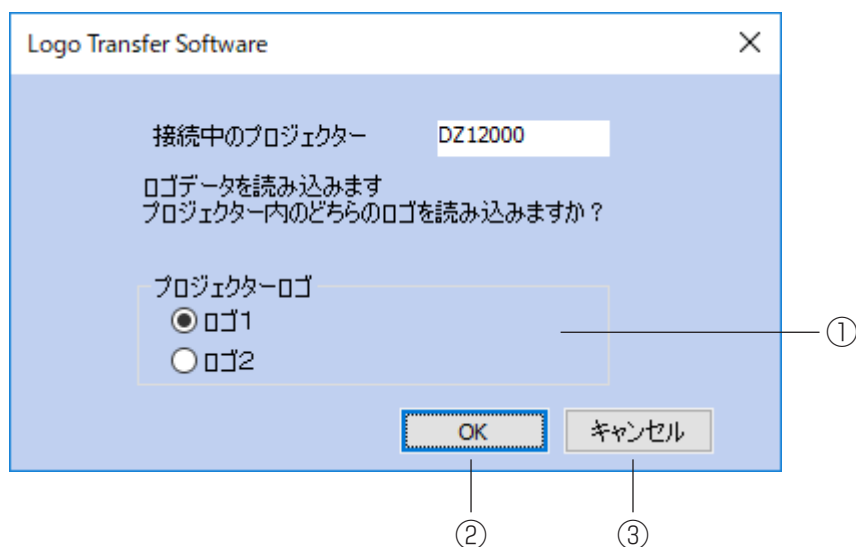 Logo Transfer Software
接続中のプロジェクター DZ12000
ロゴデータを読み込みます
プロジェクター内のどちらのロゴを読み込みますか？
プロジェクターロゴ
ロゴ1
①
ロゴ2
OK キャンセル
② ③